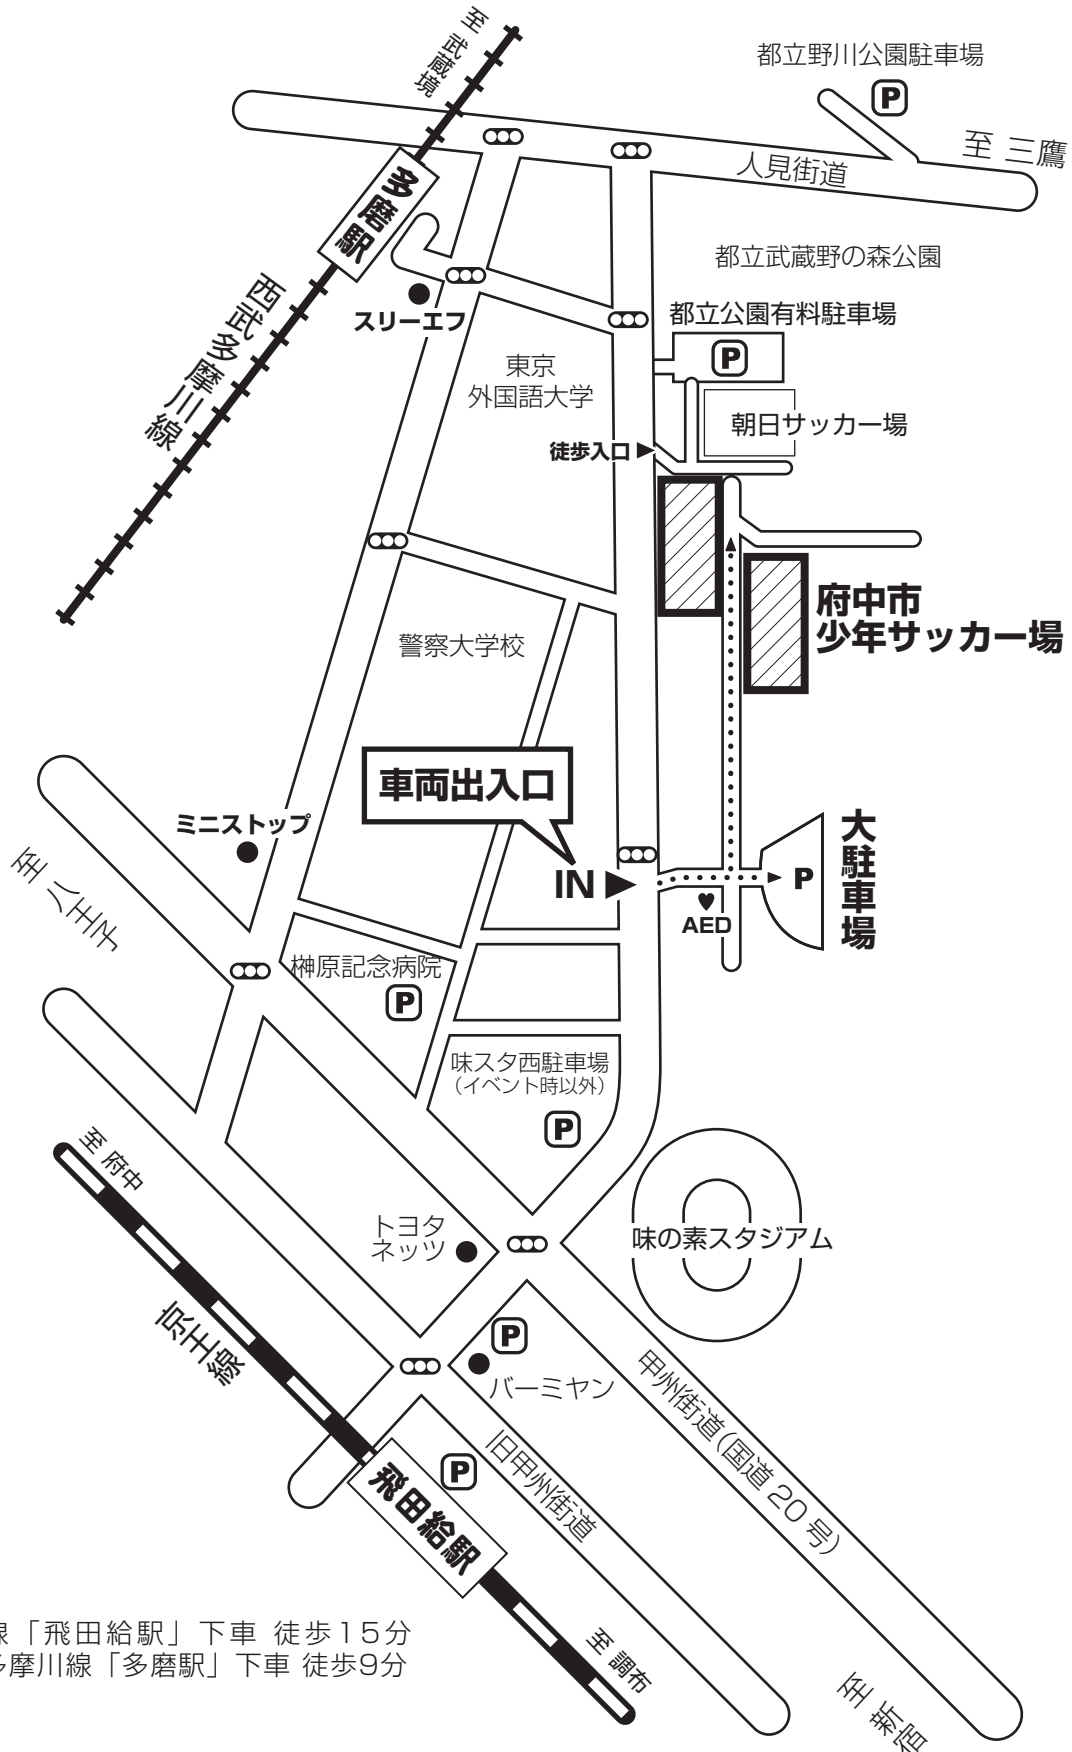 至 武蔵境
都立野川公園駐車場
P
至 三鷹
人見街道
多磨駅
都立武蔵野の森公園
スリーエフ
都立公園有料駐車場
P
西武多摩川線
東京
外国語大学
朝日サッカー場
徒歩入口
府中市
少年サッカー場
警察大学校
車両出入口
ミニストップ
大駐車場
IN
P
AED
至 八王子
榊原記念病院
P
味スタ西駐車場
(イベント時以外)
P
至 府中
トヨタ
ネッツ
味の素スタジアム
京王線
P
バーミヤン
甲州街道(国道20号)
P
旧甲州街道
飛田給駅
線「飛田給駅」下車 徒歩15分
摩川線「多磨駅」下車 徒歩9分
至 調布
至 新宿